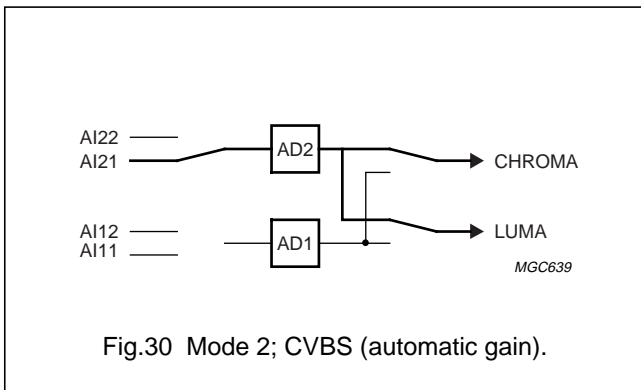 AI22
AI21
AD2
CHROMA
AI12
AI11
AD1
LUMA
MGC639
Fig.30 Mode 2; CVBS (automatic gain).